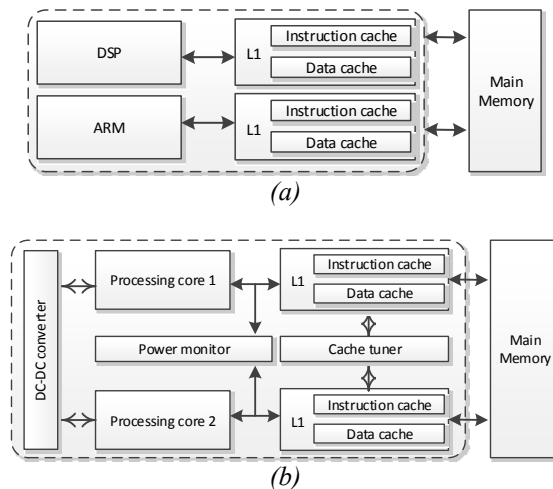 DSP
L1
Instruction cache
Data cache
ARM
L1
Instruction cache
Data cache
Main
Memory
(a)
DC-DC converter
Processing core 1
L1
Instruction cache
Data cache
Power monitor
Cache tuner
Processing core 2
L1
Instruction cache
Data cache
Main
Memory
(b)